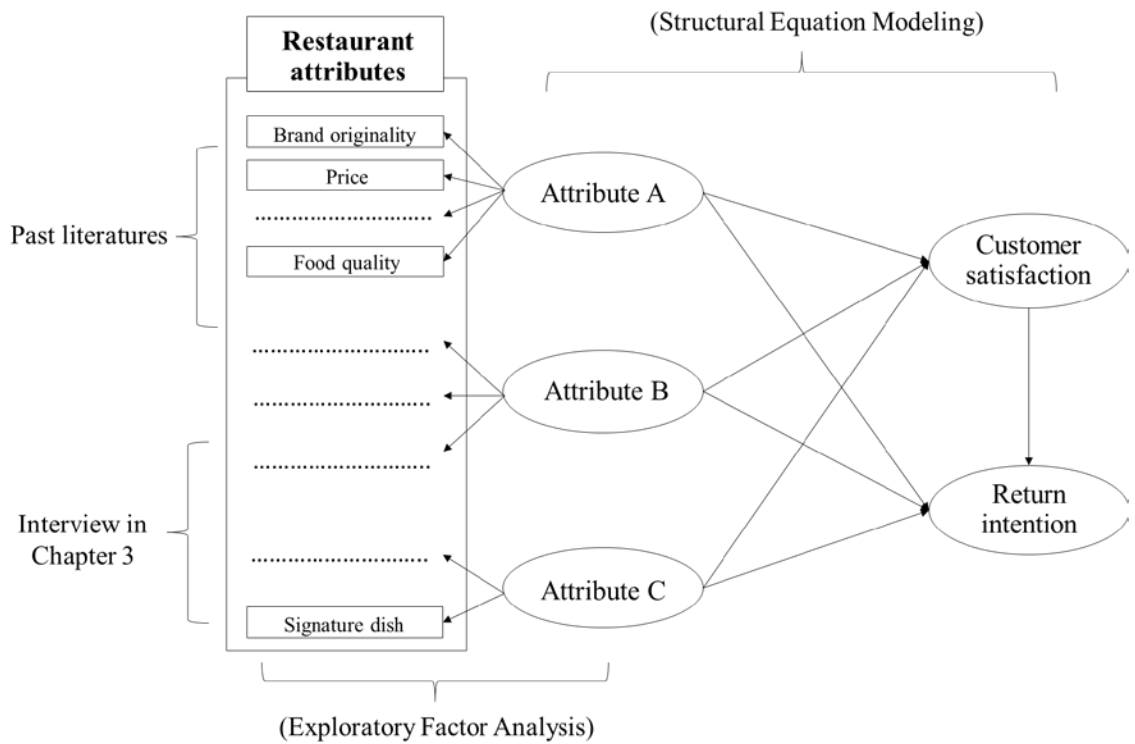 (Structural Equation Modeling)
Restaurant
attributes
Brand originality
Price
................................
Food quality
................................
................................
................................
................................
Signature dish
Past literatures
Interview in
Chapter 3
Attribute A
Attribute B
Attribute C
Customer
satisfaction
Return
intention
(Exploratory Factor Analysis)